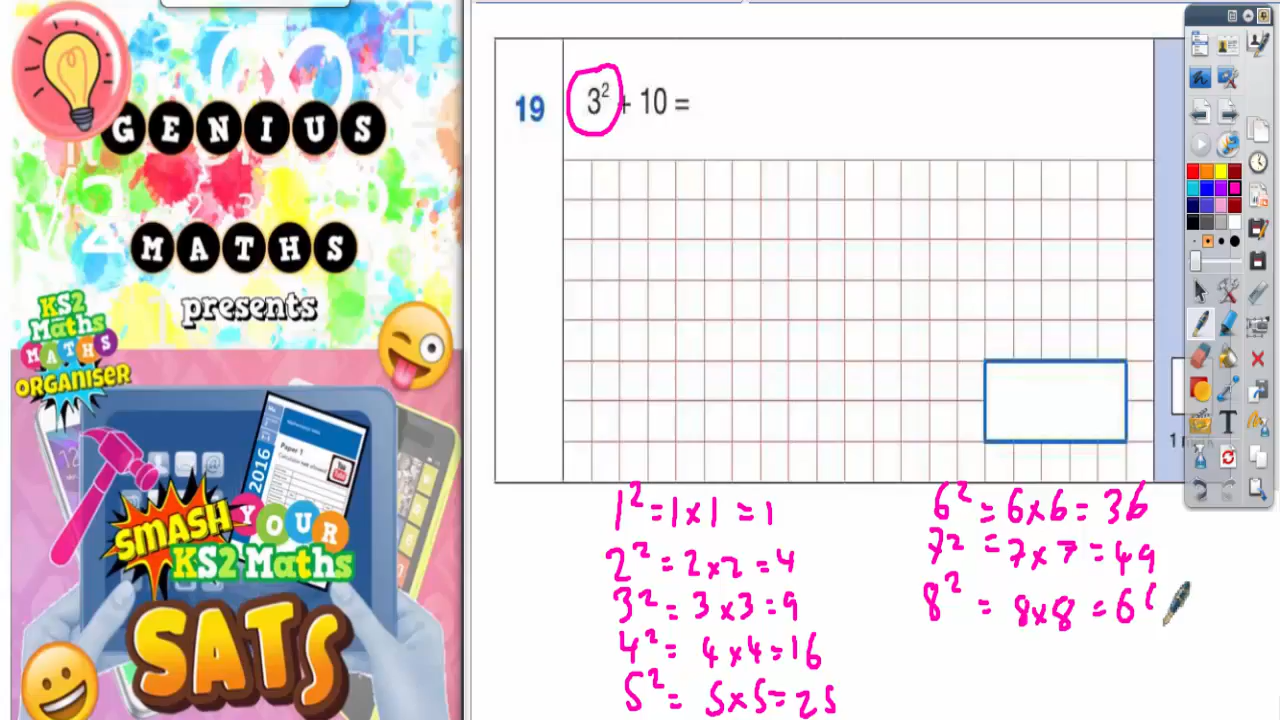 GENIUS
MATHS
presents
KS2
Maths
MATHS
ORGANISER
2016
Paper 1
SMASH YOUR
KS2 Maths
SATS
19 3² + 10 =
1² = 1 x 1 = 1
2² = 2 x 2 = 4
3² = 3 x 3 = 9
4² = 4 x 4 = 16
5² = 5 x 5 = 25
6² = 6 x 6 = 36
7² = 7 x 7 = 49
8² = 8 x 8 = 6